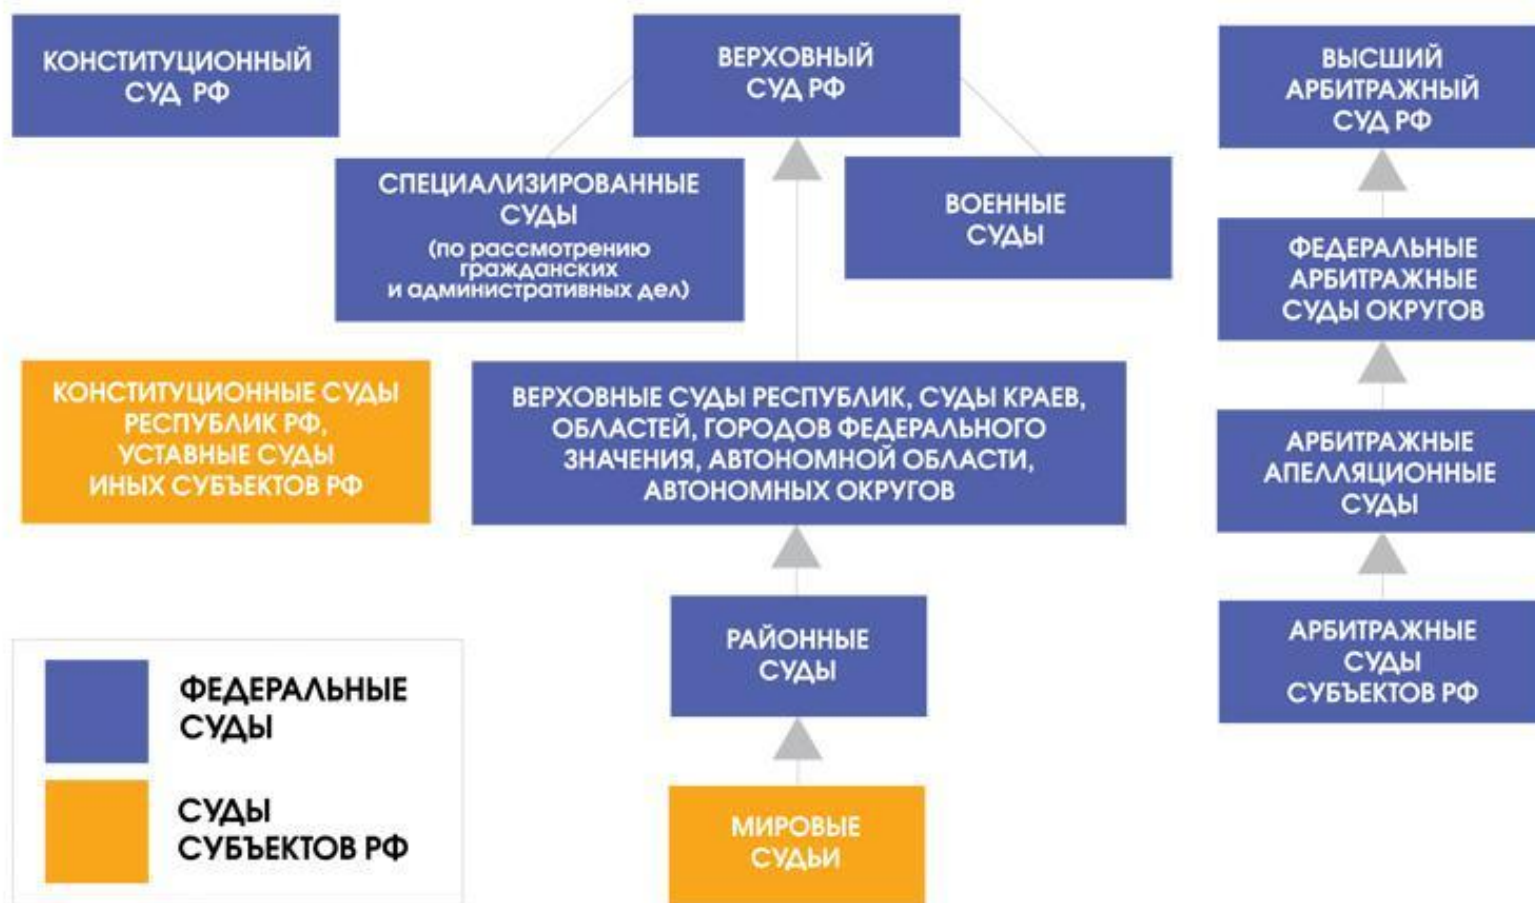 КОНСТИТУЦИОННЫЙ
СУД РФ
ВЕРХОВНЫЙ
СУД РФ
ВЫСШИЙ
АРБИТРАЖНЫЙ
СУД РФ
СПЕЦИАЛИЗИРОВАННЫЕ
СУДЫ
(по рассмотрению
гражданских
и административных дел)
ВОЕННЫЕ
СУДЫ
ФЕДЕРАЛЬНЫЕ
АРБИТРАЖНЫЕ
СУДЫ ОКРУГОВ
КОНСТИТУЦИОННЫЕ СУДЫ
РЕСПУБЛИК РФ,
УСТАВНЫЕ СУДЫ
ИНЫХ СУБЪЕКТОВ РФ
ВЕРХОВНЫЕ СУДЫ РЕСПУБЛИК, СУДЫ КРАЕВ,
ОБЛАСТЕЙ, ГОРОДОВ ФЕДЕРАЛЬНОГО
ЗНАЧЕНИЯ, АВТОНОМНОЙ ОБЛАСТИ,
АВТОНОМНЫХ ОКРУГОВ
АРБИТРАЖНЫЕ
АПЕЛЛЯЦИОННЫЕ
СУДЫ
РАЙОННЫЕ
СУДЫ
АРБИТРАЖНЫЕ
СУДЫ
СУБЪЕКТОВ РФ
ФЕДЕРАЛЬНЫЕ
СУДЫ
СУДЫ
СУБЪЕКТОВ РФ
МИРОВЫЕ
СУДЬИ